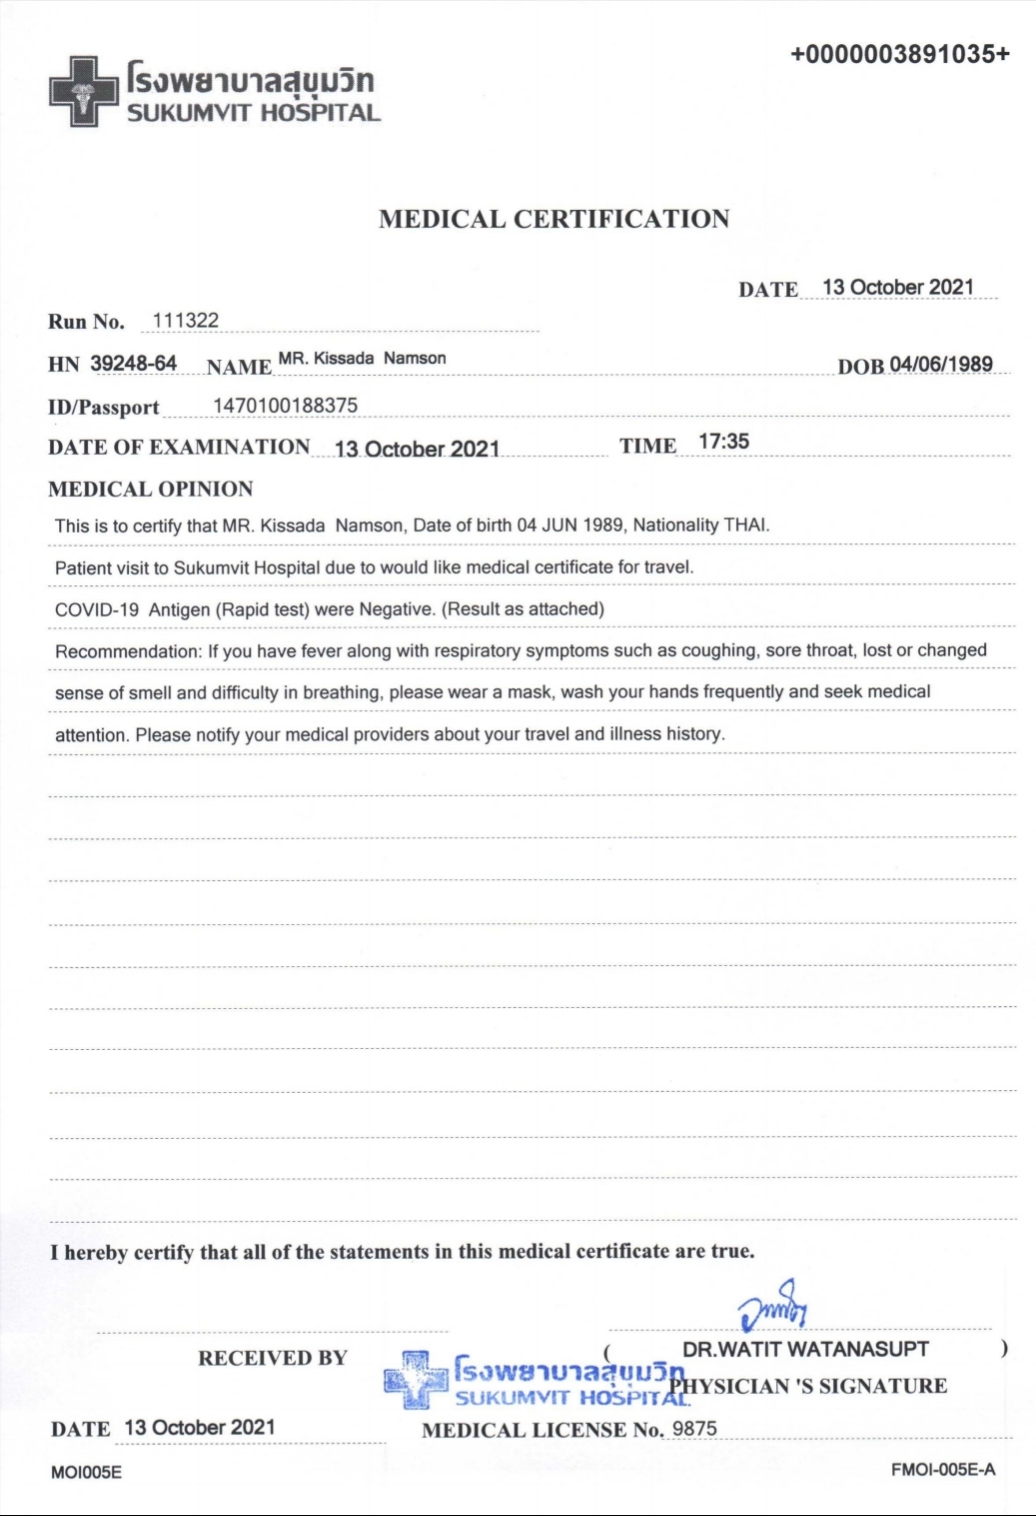 +0000003891035+
โรงพยาบาลสุขุมวิท
SUKUMVIT HOSPITAL
MEDICAL CERTIFICATION
DATE 13 October 2021
Run No. 111322
HN 39248-64 NAME MR. Kissada Namson DOB 04/06/1989
ID/Passport 1470100188375
DATE OF EXAMINATION 13 October 2021 TIME 17:35
MEDICAL OPINION
This is to certify that MR. Kissada Namson, Date of birth 04 JUN 1989, Nationality THAI.
Patient visit to Sukumvit Hospital due to would like medical certificate for travel.
COVID-19 Antigen (Rapid test) were Negative. (Result as attached)
Recommendation: If you have fever along with respiratory symptoms such as coughing, sore throat, lost or changed
sense of smell and difficulty in breathing, please wear a mask, wash your hands frequently and seek medical
attention. Please notify your medical providers about your travel and illness history.
I hereby certify that all of the statements in this medical certificate are true.
( DR.WATIT WATANASUPT )
RECEIVED BY
โรงพยาบาลสุขุมวิท
SUKUMVIT HOSPITAL
PHYSICIAN 'S SIGNATURE
DATE 13 October 2021 MEDICAL LICENSE No. 9875
MOI005E FMOI-005E-A